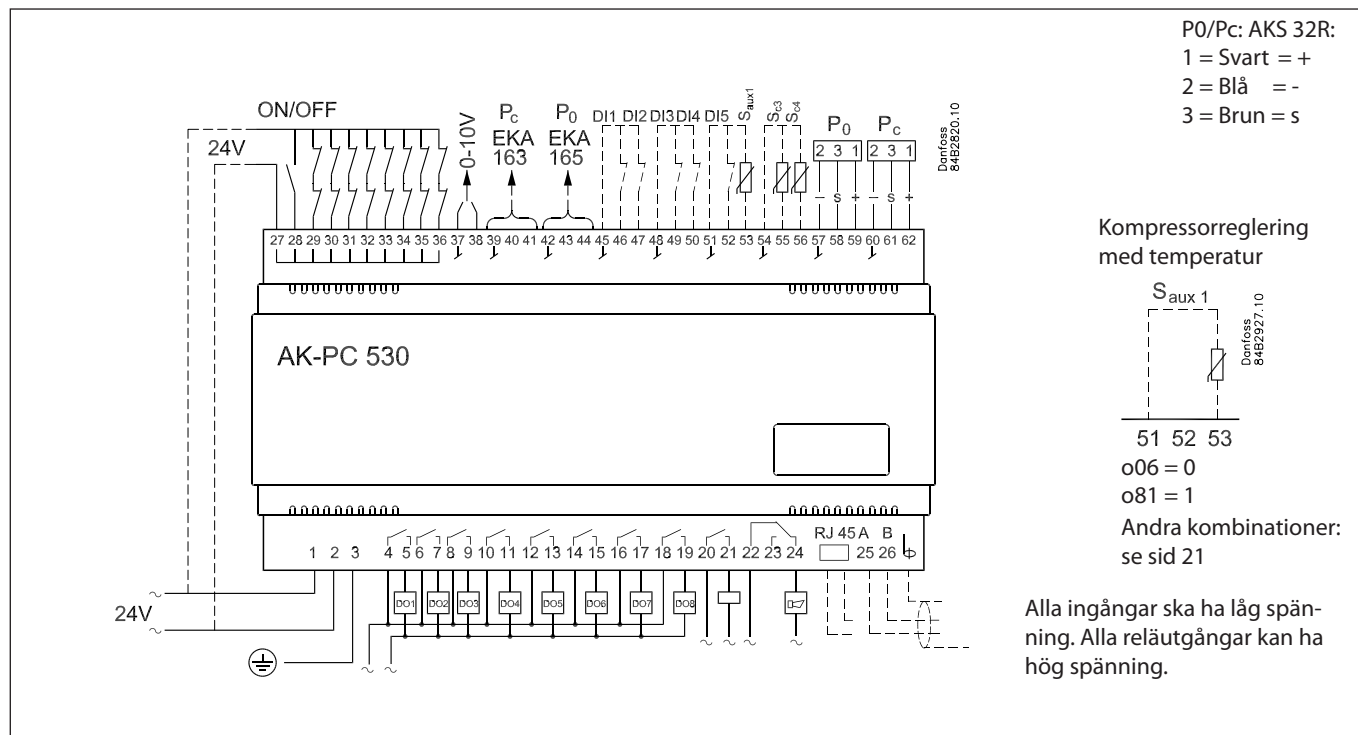 P0/Pc: AKS 32R:
1 = Svart = +
2 = Blå = -
3 = Brun = s
ON/OFF
24V
0-10V
Pc
EKA
163
P0
EKA
165
DI1 DI2 DI3 DI4 DI5 Saux1 Sc3 Sc4
P0 Pc
2 3 1 2 3 1
– s + – s +
Danfoss
84B2820.10
27 28 29 30 31 32 33 34 35 36 37 38 39 40 41 42 43 44 45 46 47 48 49 50 51 52 53 54 55 56 57 58 59 60 61 62
AK-PC 530
RJ 45 A B
1 2 3 4 5 6 7 8 9 10 11 12 13 14 15 16 17 18 19 20 21 22 23 24 25 26
DO1 DO2 DO3 DO4 DO5 DO6 DO7 DO8
24V
Kompressorreglering
med temperatur
Saux 1
Danfoss
84B2927.10
51 52 53
o06 = 0
o81 = 1
Andra kombinationer:
se sid 21
Alla ingångar ska ha låg spän-
ning. Alla reläutgångar kan ha
hög spänning.